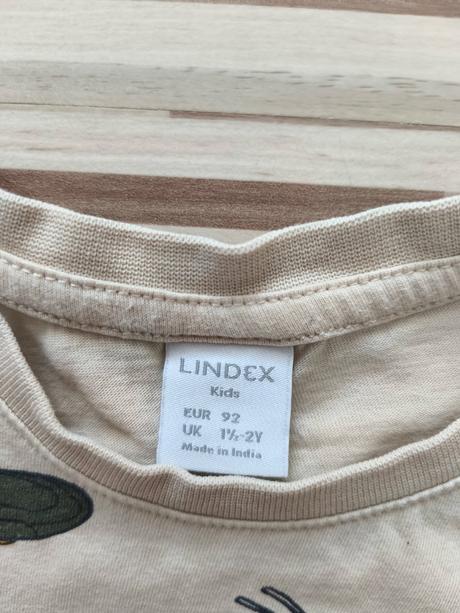 LINDEX
Kids
EUR 92
UK 1½-2Y
Made in India